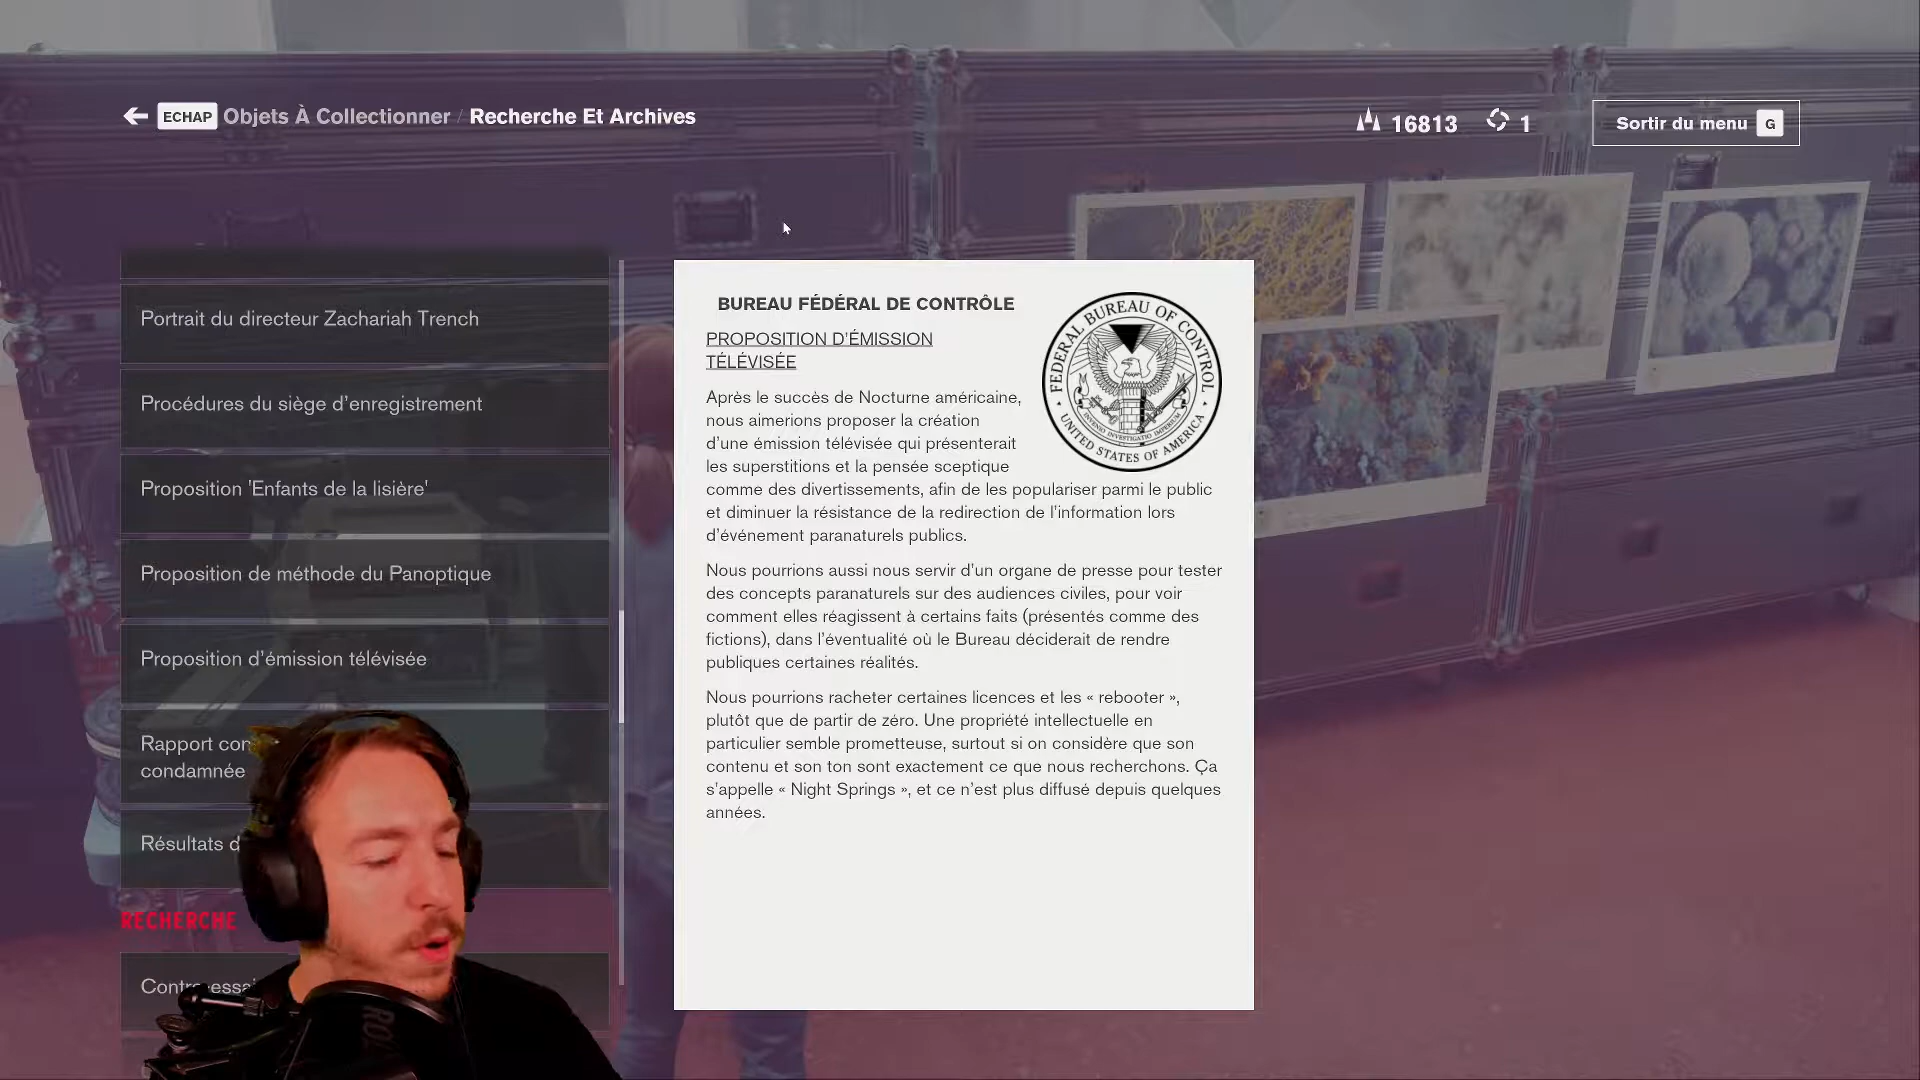 ECHAP Objets À Collectionner / Recherche Et Archives
16813 1
Sortir du menu G
Portrait du directeur Zachariah Trench
Procédures du siège d'enregistrement
Proposition 'Enfants de la lisière'
Proposition de méthode du Panoptique
Proposition d'émission télévisée
Rapport
condamnée
Résultats
RECHERCHE
BUREAU FÉDÉRAL DE CONTRÔLE
PROPOSITION D'ÉMISSION
TÉLÉVISÉE
FEDERAL BUREAU OF CONTROL
INVENIO INVESTIGATIO IMPERIUM
UNITED STATES OF AMERICA
Après le succès de Nocturne américaine,
nous aimerions proposer la création
d'une émission télévisée qui présenterait
les superstitions et la pensée sceptique
comme des divertissements, afin de les populariser parmi le public
et diminuer la résistance de la redirection de l'information lors
d'événement paranaturels publics.
Nous pourrions aussi nous servir d'un organe de presse pour tester
des concepts paranaturels sur des audiences civiles, pour voir
comment elles réagissent à certains faits (présentés comme des
fictions), dans l'éventualité où le Bureau déciderait de rendre
publiques certaines réalités.
Nous pourrions racheter certaines licences et les « rebooter »,
plutôt que de partir de zéro. Une propriété intellectuelle en
particulier semble prometteuse, surtout si on considère que son
contenu et son ton sont exactement ce que nous recherchons. Ça
s'appelle « Night Springs », et ce n'est plus diffusé depuis quelques
années.